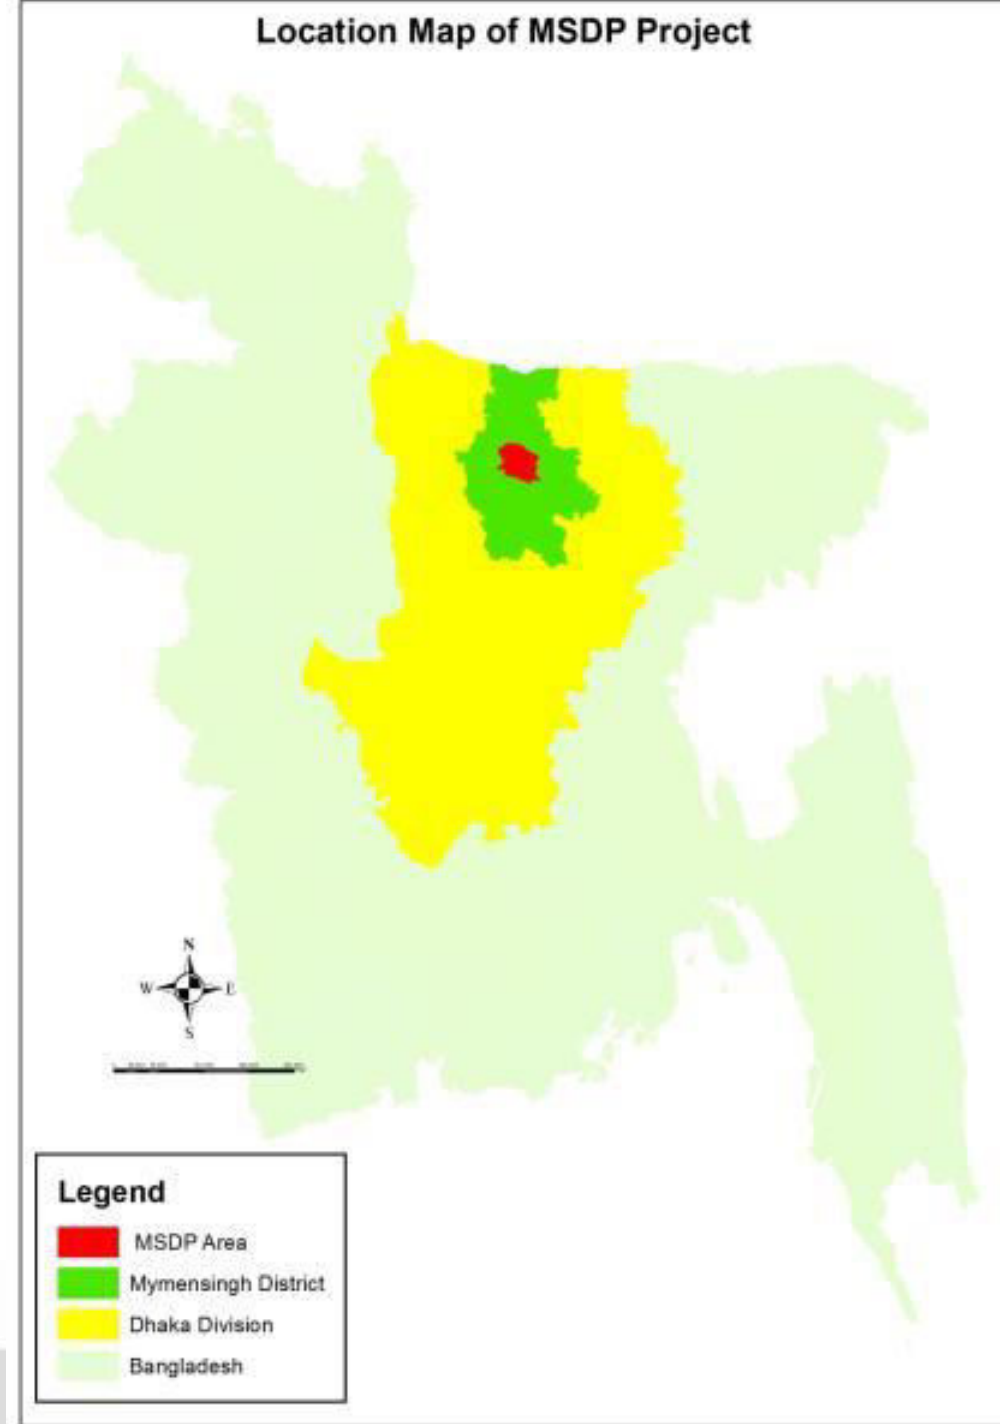 Location Map of MSDP Project
N
W E
S
Legend
MSDP Area
Mymensingh District
Dhaka Division
Bangladesh